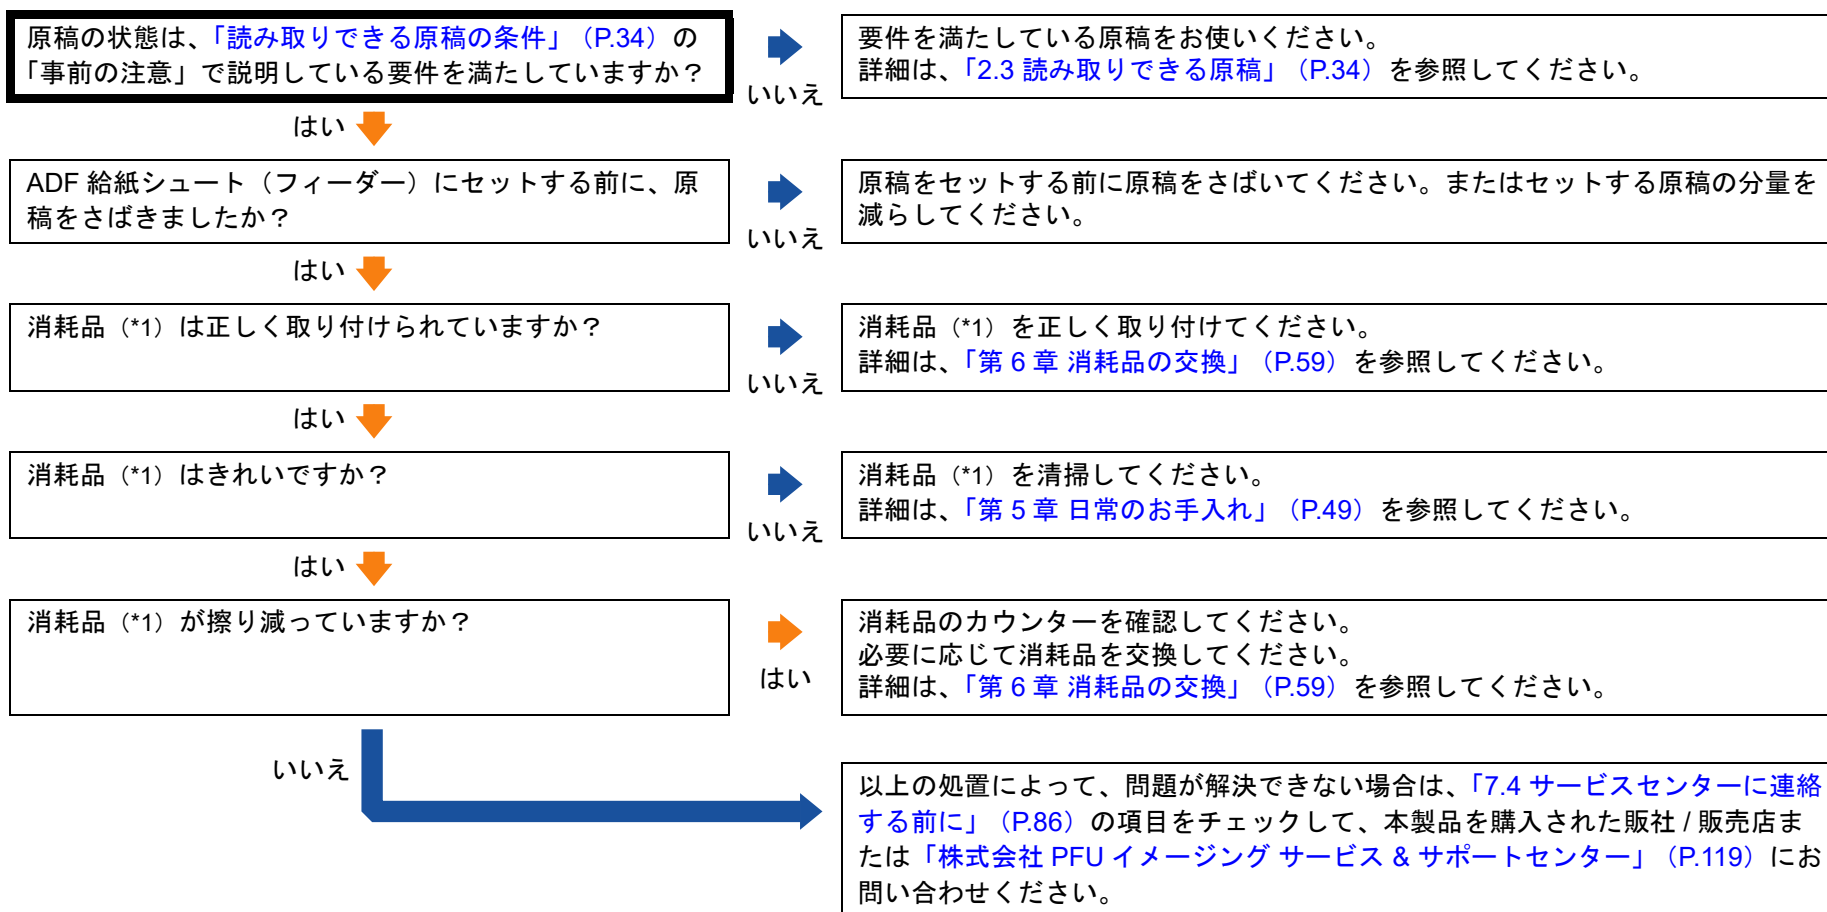 原稿の状態は、「読み取りできる原稿の条件」（P.34）の
「事前の注意」で説明している要件を満たしていますか？
いいえ
要件を満たしている原稿をお使いください。
詳細は、「2.3 読み取りできる原稿」（P.34）を参照してください。
はい
ADF 給紙シュート（フィーダー）にセットする前に、原
稿をさばきましたか？
いいえ
原稿をセットする前に原稿をさばいてください。またはセットする原稿の分量を
減らしてください。
はい
消耗品（*1）は正しく取り付けられていますか？
いいえ
消耗品（*1）を正しく取り付けてください。
詳細は、「第 6 章 消耗品の交換」（P.59）を参照してください。
はい
消耗品（*1）はきれいですか？
いいえ
消耗品（*1）を清掃してください。
詳細は、「第 5 章 日常のお手入れ」（P.49）を参照してください。
はい
消耗品（*1）が擦り減っていますか？
はい
消耗品のカウンターを確認してください。
必要に応じて消耗品を交換してください。
詳細は、「第 6 章 消耗品の交換」（P.59）を参照してください。
いいえ
以上の処置によって、問題が解決できない場合は、「7.4 サービスセンターに連絡
する前に」（P.86）の項目をチェックして、本製品を購入された販社 / 販売店ま
たは「株式会社 PFU イメージング サービス & サポートセンター」（P.119）にお
問い合わせください。